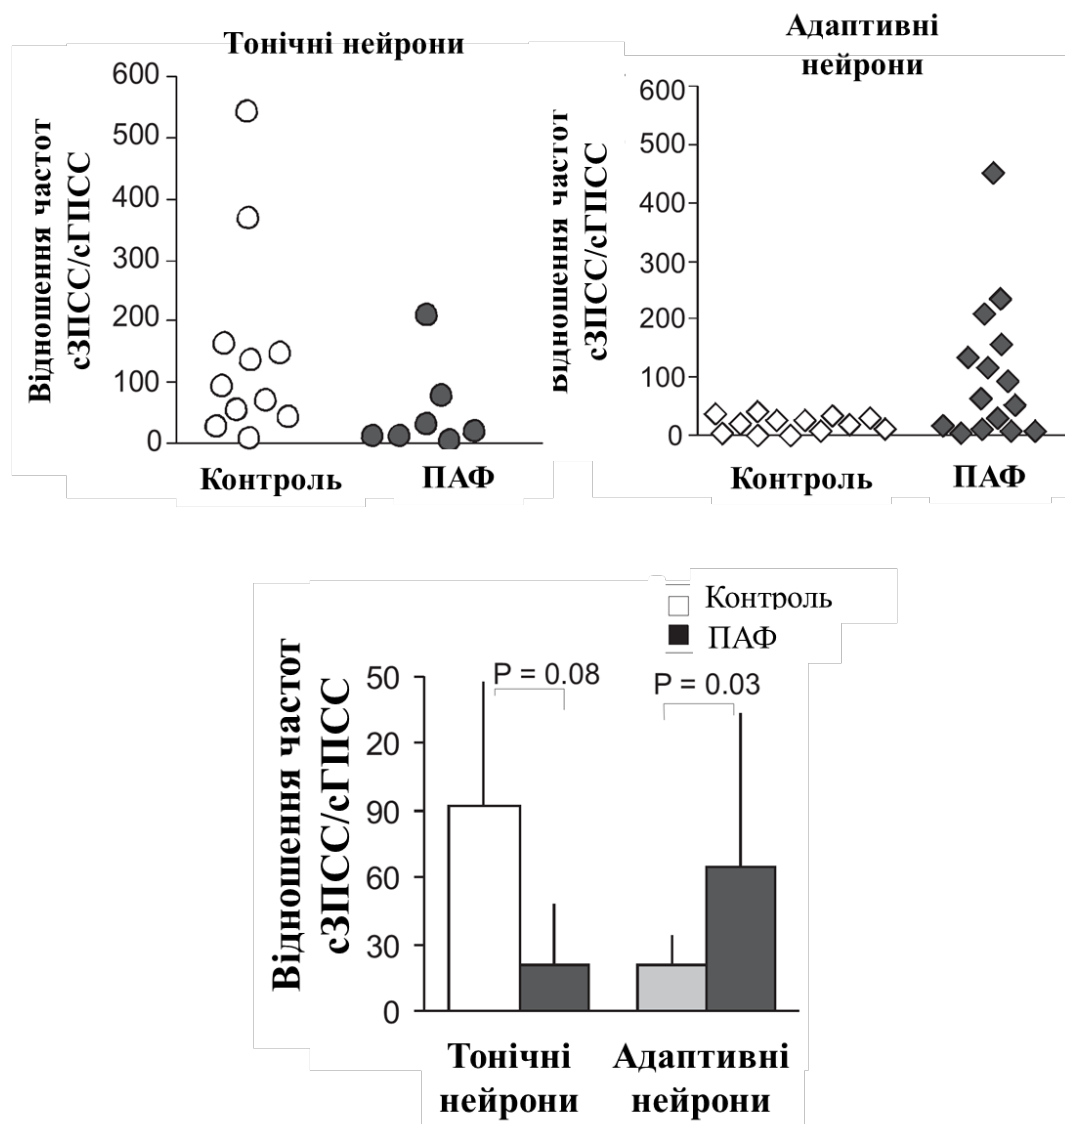 Тонічні нейрони
Відношення частот
сЗПСС/сГПСС
600
500
400
300
200
100
0
Контроль
ПАФ
Адаптивні
нейрони
Відношення частот
сЗПСС/сГПСС
600
500
400
300
200
100
0
Контроль
ПАФ
Контроль
ПАФ
Відношення частот
сЗПСС/сГПСС
50
20
90
60
30
0
P = 0.08
P = 0.03
Тонічні
нейрони
Адаптивні
нейрони